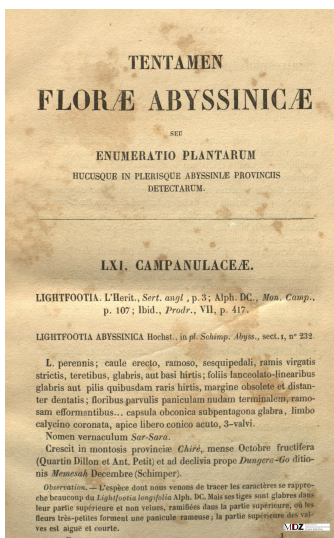 TENTAMEN
FLORÆ ABYSSINICÆ
SEU
ENUMERATIO PLANTARUM
HUCUSQUE IN PLERISQUE ABYSSINIÆ PROVINCIIS
DETECTARUM.
LXI. CAMPANULACEÆ.
LIGHTFOOTIA. L'Herit., Sert. angl, p. 3; Alph. DC., Mon. Camp.,
p. 107; Ibid., Prodr., VII, p. 417.
LIGHTFOOTIA ABYSSINICA Hochst., in pl. Schimp. Abyss., sect. 1, n° 232.
L. perennis; caule erecto, ramoso, sesquipedali, ramis virgatis
strictis, teretibus, glabris, aut basi hirtis; foliis lanceolato-linearibus
glabris aut pilis quibusdam raris hirtis, margine obsolete et distan-
ter dentatis; floribus parvulis paniculam nudam terminalem, ramo-
sam efformantibus... capsula obconica subpentagona glabra, limbo
calycino coronata, apice libero conico acuto, 3-valvi.
Nomen vernaculum Sar-Sara.
Crescit in montosis provinciæ Chiré, mense Octobre fructifera
(Quartin Dillon et Ant. Petit) et ad declivia prope Dungera-Go ditio-
nis Memesah Decembre (Schimper).
Observation. — L'espèce dont nous venons de tracer les caractères se rappro-
che beaucoup du Lightfootia longifolia Alph. DC. Mais ses tiges sont glabres dans
leur partie supérieure et non velues, ramifiées dans la partie supérieure, où les
fleurs très-petites forment une panicule rameuse; la partie supérieure des val-
ves est aiguë et courte.
1
MDZ